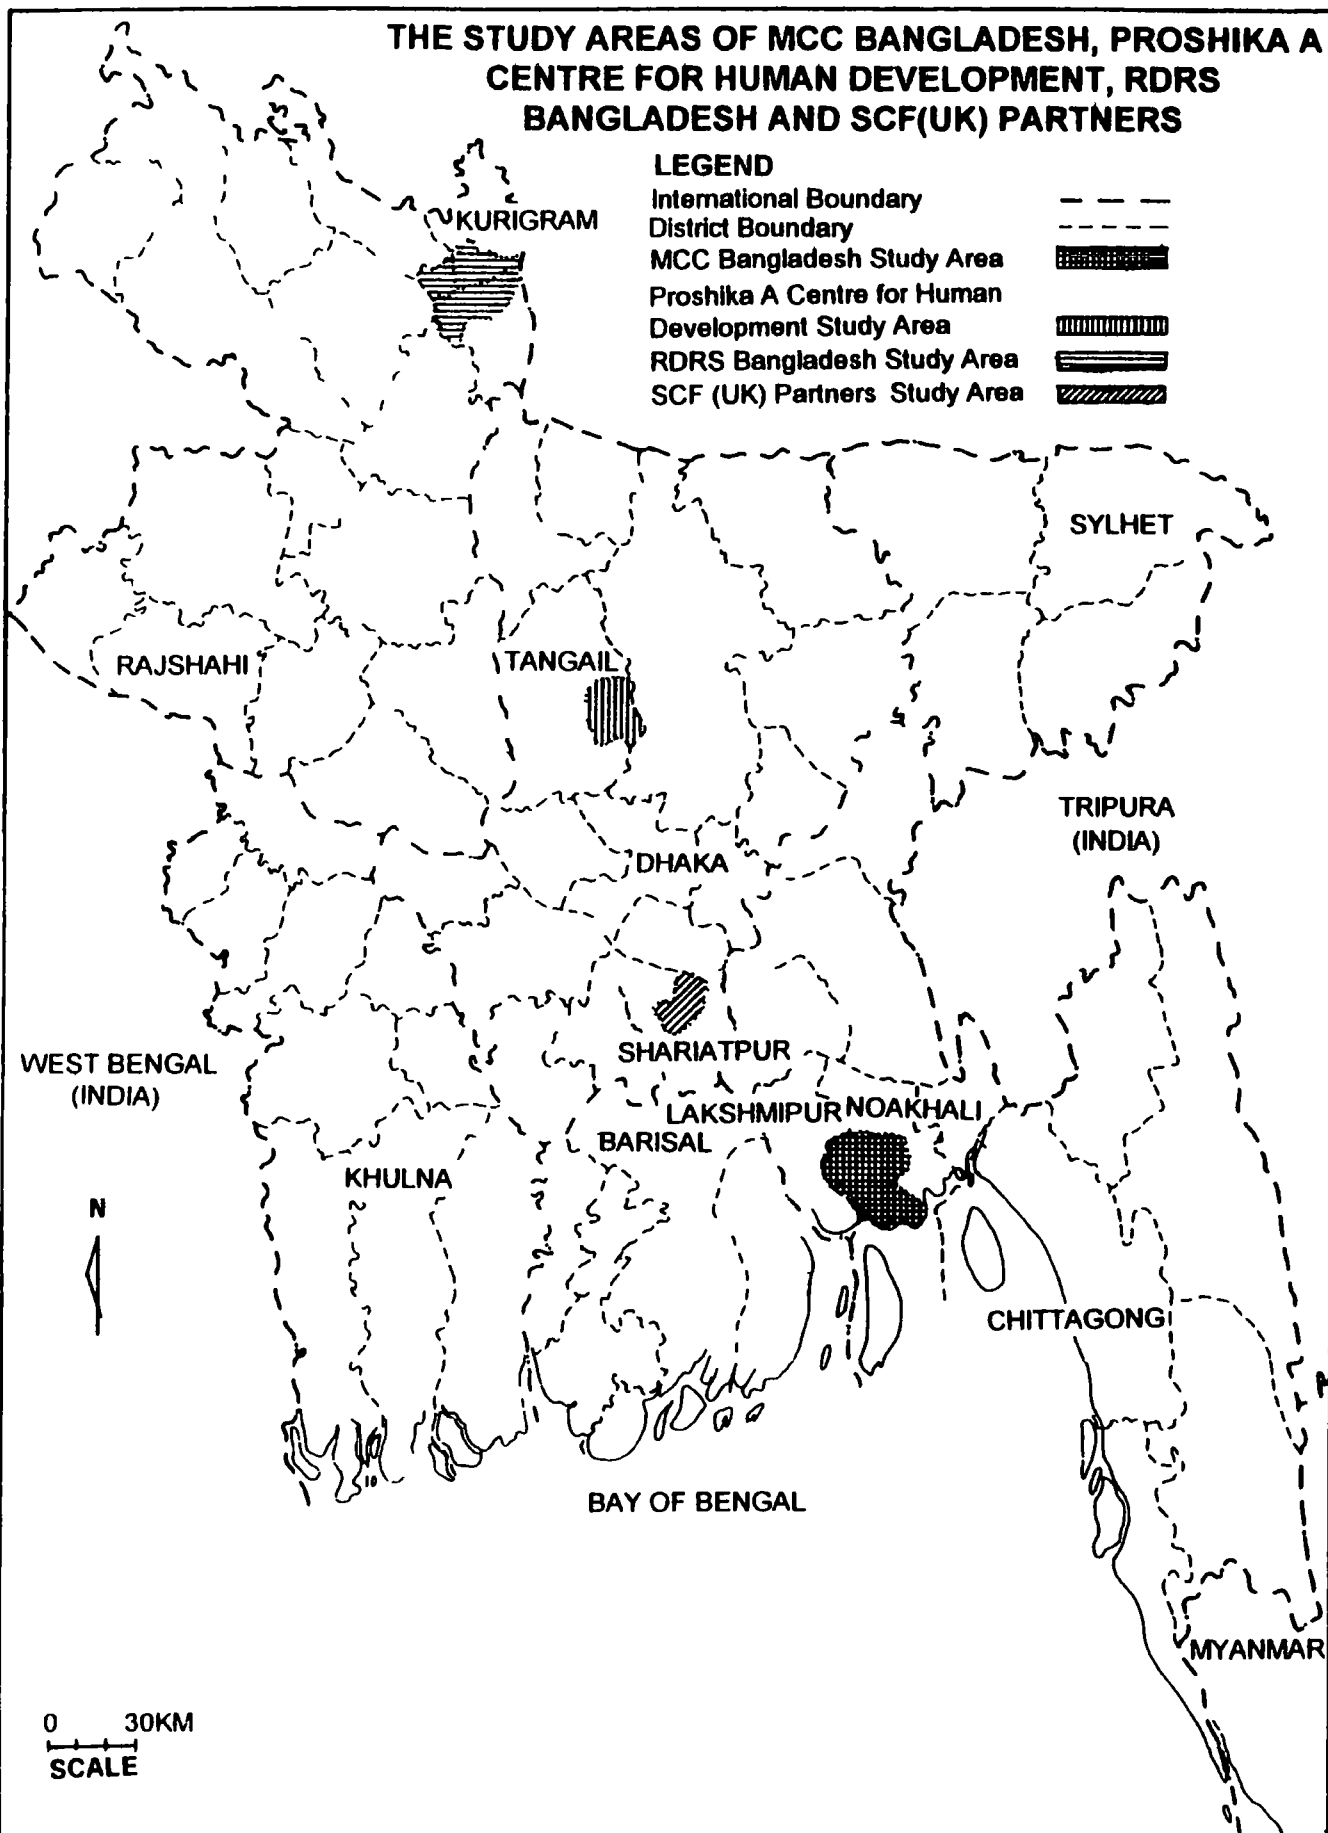 THE STUDY AREAS OF MCC BANGLADESH, PROSHIKA A
CENTRE FOR HUMAN DEVELOPMENT, RDRS
BANGLADESH AND SCF(UK) PARTNERS
LEGEND
International Boundary
District Boundary
MCC Bangladesh Study Area
Proshika A Centre for Human
Development Study Area
RDRS Bangladesh Study Area
SCF (UK) Partners Study Area
KURIGRAM
SYLHET
RAJSHAHI
TANGAIL
TRIPURA
(INDIA)
DHAKA
SHARIATPUR
WEST BENGAL
(INDIA)
LAKSHMIPUR NOAKHALI
BARISAL
KHULNA
N
CHITTAGONG
BAY OF BENGAL
MYANMAR
0 30KM
SCALE